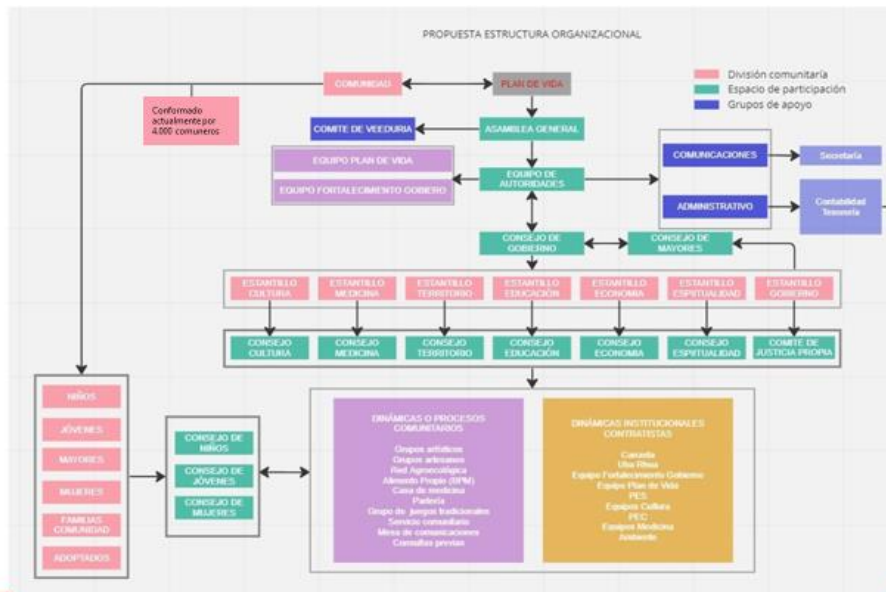 PROPUESTA ESTRUCTURA ORGANIZACIONAL
COMUNIDAD
PLAN DE VIDA
División comunitaría
Espacio de participación
Grupos de apoyo
Conformado
actualmente por
4.000 comuneros
COMITE DE VEEDURIA
ASAMBLEA GENERAL
EQUIPO PLAN DE VIDA
EQUIPO FORTALECIMIENTO GOBIERO
EQUIPO DE
AUTORIDADES
COMUNICACIONES
Secretaría
ADMINISTRATIVO
Contabilidad
Tesorería
CONSEJO DE
GOBIERNO
CONSEJO DE
MAYORES
ESTANTILLO
CULTURA
ESTANTILLO
MEDICINA
ESTANTILLO
TERRITORIO
ESTANTILLO
EDUCACIÓN
ESTANTILLO
ECONOMIA
ESTANTILLO
ESPIRITUALIDAD
ESTANTILLO
GOBIERNO
CONSEJO
CULTURA
CONSEJO
MEDICINA
CONSEJO
TERRITORIO
CONSEJO
EDUCACIÓN
CONSEJO
ECONOMIA
CONSEJO
ESPIRITUALIDAD
COMITE DE
JUSTICIA PROPIA
NIÑOS
JÓVENES
MAYORES
MUJERES
FAMILIAS
COMUNIDAD
ADOPTADOS
CONSEJO DE
NIÑOS
CONSEJO DE
JÓVENES
CONSEJO DE
MUJERES
DINÁMICAS O PROCESOS
COMUNITARIOS
Grupos artísticos
Grupos artesanos
Red Agroecológica
Alimento Propio (BPM)
Casa de medicina
Partería
Grupo de juegos tradicionales
Servicio comunitario
Mesa de comunicaciones
Consultas previas
DINÁMICAS INSTITUCIONALES
CONTRATISTAS
Canasta
Uba Rhua
Equipo Fortalecimiento Gobierno
Equipo Plan de Vida
PES
Equipos Cultura
PEC
Equipos Medicina
Ambiente